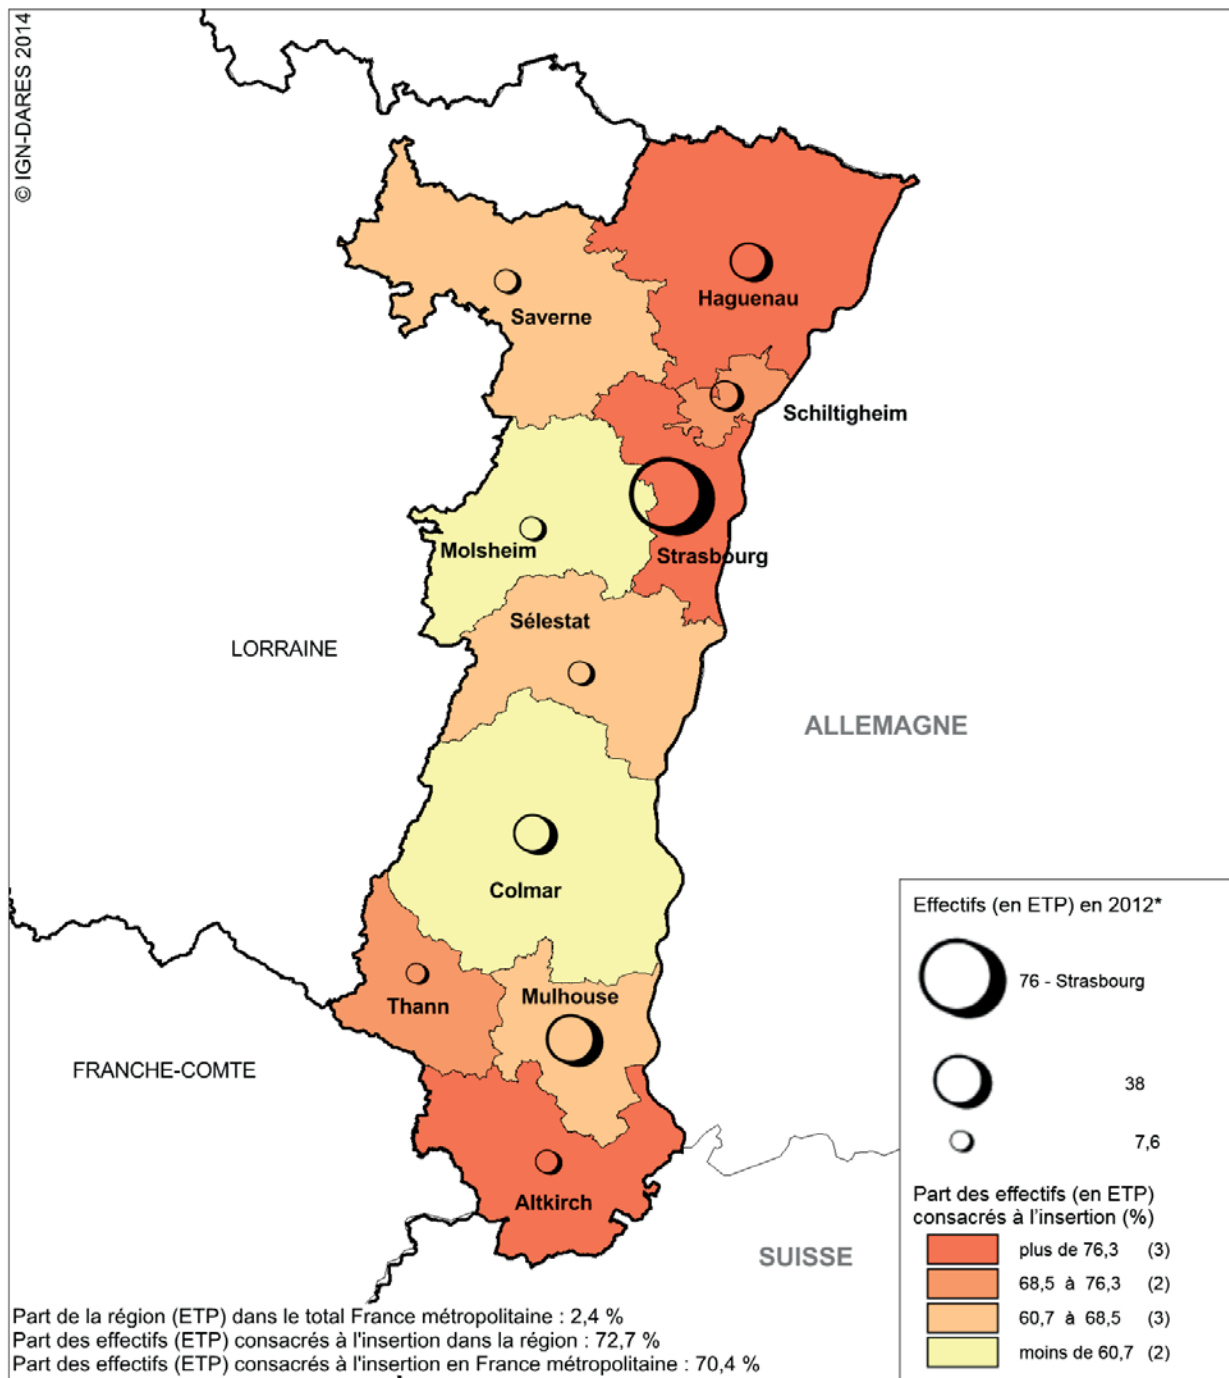 © IGN-DARES 2014
Haguenau
Saverne
Schiltigheim
Molsheim
Strasbourg
Sélestat
LORRAINE
ALLEMAGNE
Colmar
Mulhouse
Thann
FRANCHE-COMTE
Altkirch
SUISSE
Effectifs (en ETP) en 2012*
76 - Strasbourg
38
7,6
Part des effectifs (en ETP)
consacrés à l'insertion (%)
plus de 76,3 (3)
68,5 à 76,3 (2)
60,7 à 68,5 (3)
moins de 60,7 (2)
Part de la région (ETP) dans le total France métropolitaine : 2,4 %
Part des effectifs (ETP) consacrés à l'insertion dans la région : 72,7 %
Part des effectifs (ETP) consacrés à l'insertion en France métropolitaine : 70,4 %